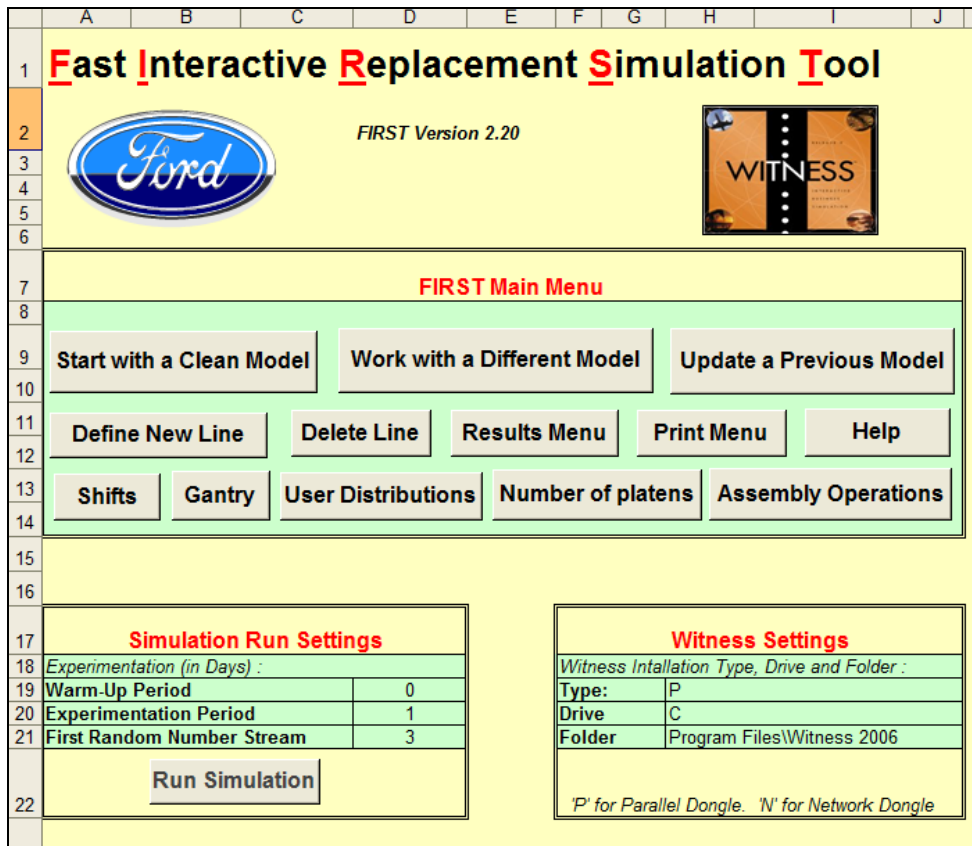 A B C D E F G H I J
1 Fast Interactive Replacement Simulation Tool
2 Ford FIRST Version 2.20 WITNESS
3
4
5
6
7 FIRST Main Menu
8
9 Start with a Clean Model Work with a Different Model Update a Previous Model
10
11 Define New Line Delete Line Results Menu Print Menu Help
12
13 Shifts Gantry User Distributions Number of platens Assembly Operations
14
15
16
17 Simulation Run Settings Witness Settings
18 Experimentation (in Days) : Witness Intallation Type, Drive and Folder :
19 Warm-Up Period 0 Type: P
20 Experimentation Period 1 Drive C
21 First Random Number Stream 3 Folder Program Files\Witness 2006
Run Simulation
22 'P' for Parallel Dongle. 'N' for Network Dongle